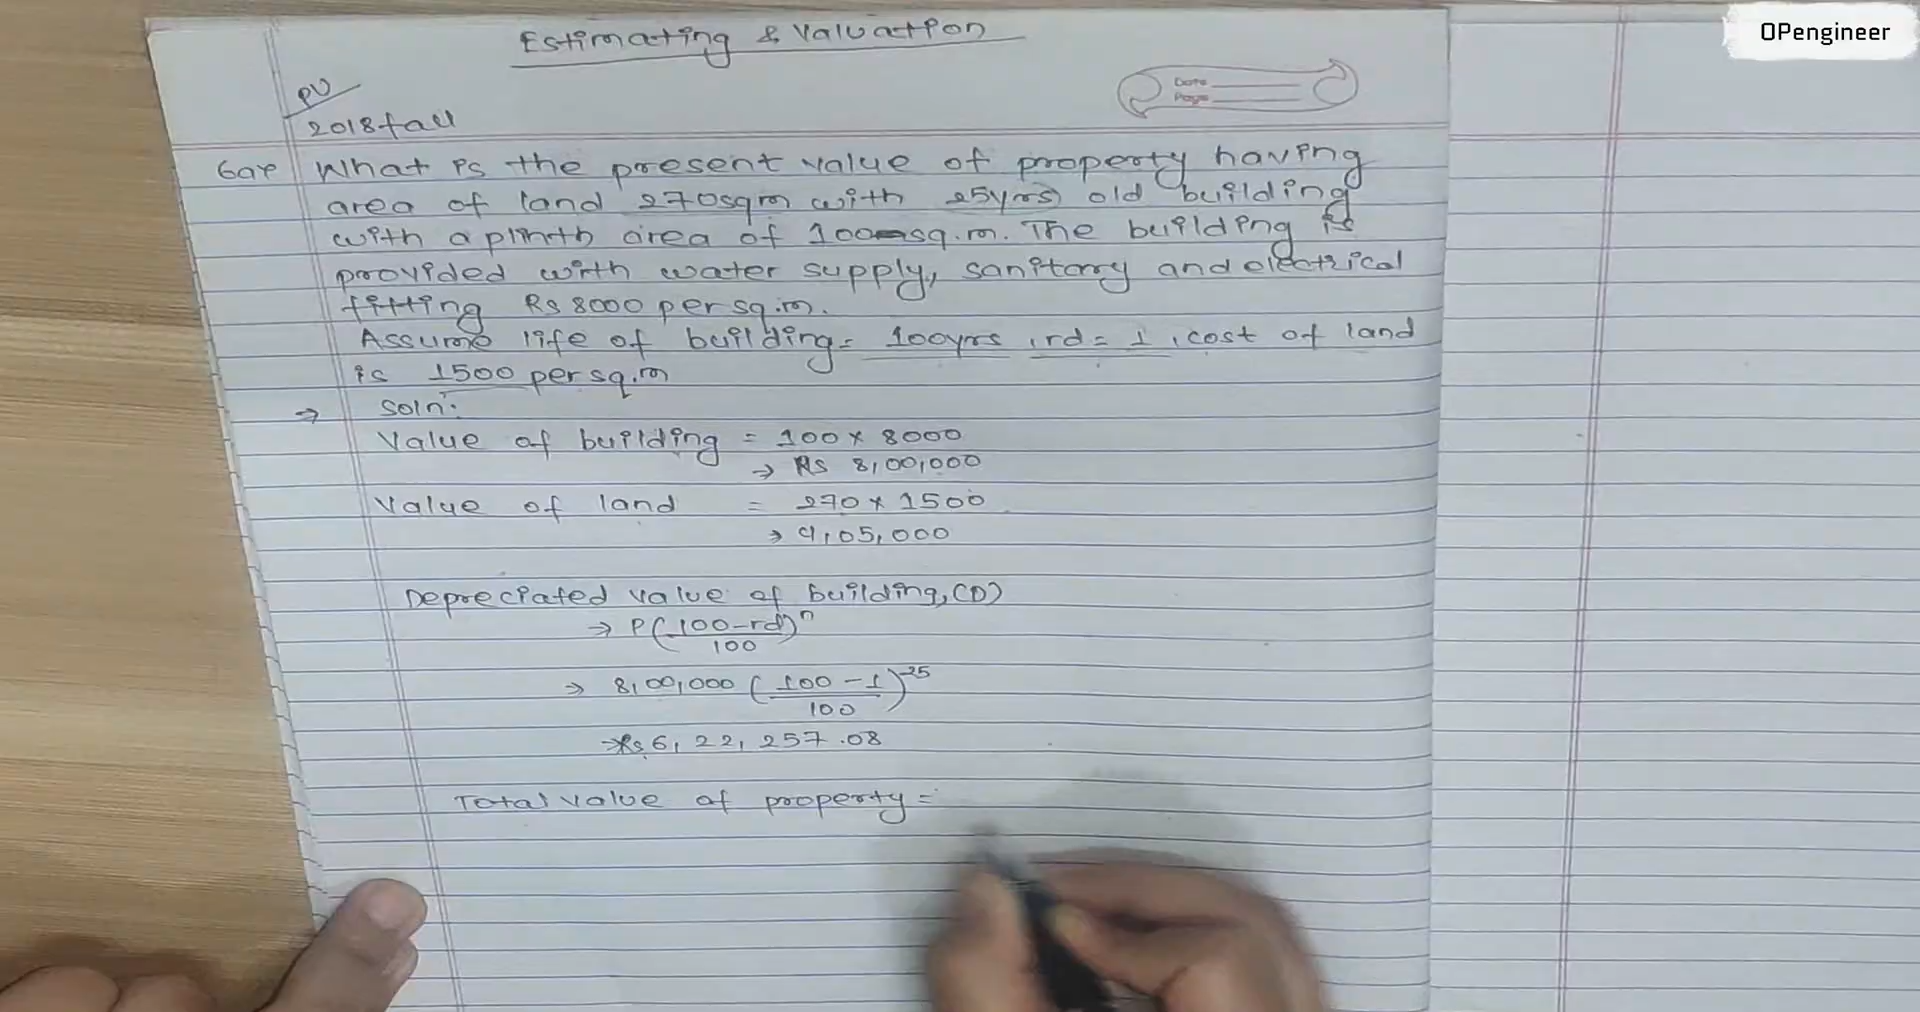 OPengineer
Estimating & Valuation
PU
2018 fall
Date
Page
What is the present value of property having
area of land 270sqm with 25yrs old building
with a plinth area of 100 sq.m. The building is
provided with water supply, sanitary and electrical
fitting Rs 8000 per sq.m.
Assume life of building = 100yrs, rd = 1, cost of land
is 1500 per sq.m
→ Soln:
Value of building = 100 × 8000
→ Rs 8,00,000
Value of land = 270 × 1500
→ 4,05,000
Depreciated value of building, (D)
→ P(100-rd/100)^n
→ 8,00,000 (100-1/100)^25
→ Rs 6,22,257.08
Total value of property =